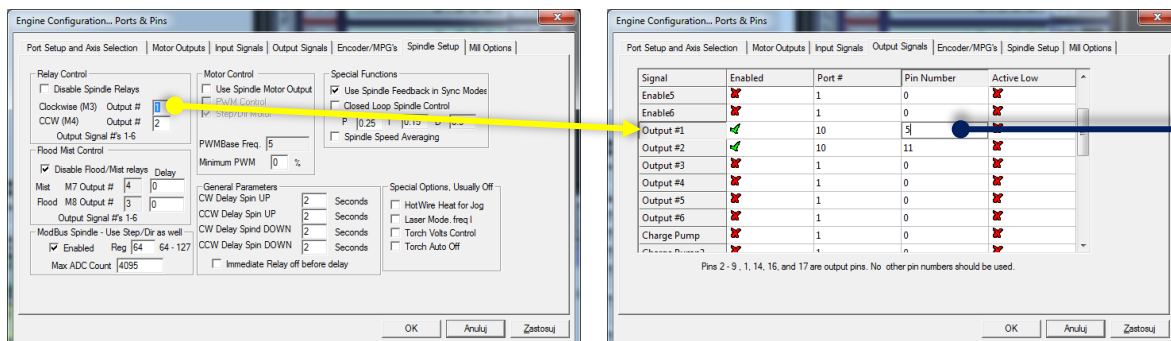 Engine Configuration... Ports & Pins
Port Setup and Axis Selection Motor Outputs Input Signals Output Signals Encoder/MPG's Spindle Setup Mill Options
Relay Control
Disable Spindle Relays
Clockwise (M3) Output # 1
CCW (M4) Output # 2
Output Signal #'s 1-6
Flood Mist Control
Disable Flood/Mist relays Delay
Mist M7 Output # 4 0
Flood M8 Output # 3 0
Output Signal #'s 1-6
ModBus Spindle - Use Step/Dir as well
Enabled Reg 64 64 - 127
Max ADC Count 4095
Motor Control
Use Spindle Motor Output
PWM Control
Step/Dir Motor
PWMBase Freq. 5
Minimum PWM 0 %
General Parameters
CW Delay Spin UP 2 Seconds
CCW Delay Spin UP 2 Seconds
CW Delay Spind DOWN 2 Seconds
CCW Delay Spin DOWN 2 Seconds
Immediate Relay off before delay
Special Functions
Use Spindle Feedback in Sync Modes
Closed Loop Spindle Control
P 0.25
Spindle Speed Averaging
Special Options, Usually Off
HotWire Heat for Jog
Laser Mode. freq
Torch Volts Control
Torch Auto Off
OK Anuluj Zastosuj
Engine Configuration... Ports & Pins
Port Setup and Axis Selection Motor Outputs Input Signals Output Signals Encoder/MPG's Spindle Setup Mill Options
Signal Enabled Port # Pin Number Active Low
Enable5 1 0
Enable6 1 0
Output #1 10 5
Output #2 10 11
Output #3 1 0
Output #4 1 0
Output #5 1 0
Output #6 1 0
Charge Pump 1 0
Pins 2 - 9 , 1, 14, 16, and 17 are output pins. No other pin numbers should be used.
OK Anuluj Zastosuj